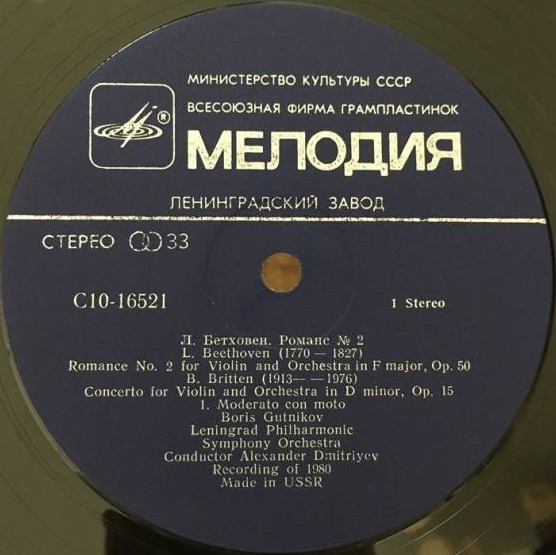 МИНИСТЕРСТВО КУЛЬТУРЫ СССР
ВСЕСОЮЗНАЯ ФИРМА ГРАМПЛАСТИНОК
®
МЕЛОДИЯ
ЛЕНИНГРАДСКИЙ ЗАВОД
СТЕРЕО 33
С10-16521 1 Stereo
Л. Бетховен. Романс № 2
L. Beethoven (1770 — 1827)
Romance No. 2 for Violin and Orchestra in F major, Op. 50
B. Britten (1913— —1976)
Concerto for Violin and Orchestra in D minor, Op. 15
1. Moderato con moto
Boris Gutnikov
Leningrad Philharmonic
Symphony Orchestra
Conductor Alexander Dmitriyev
Recording of 1980
Made in USSR